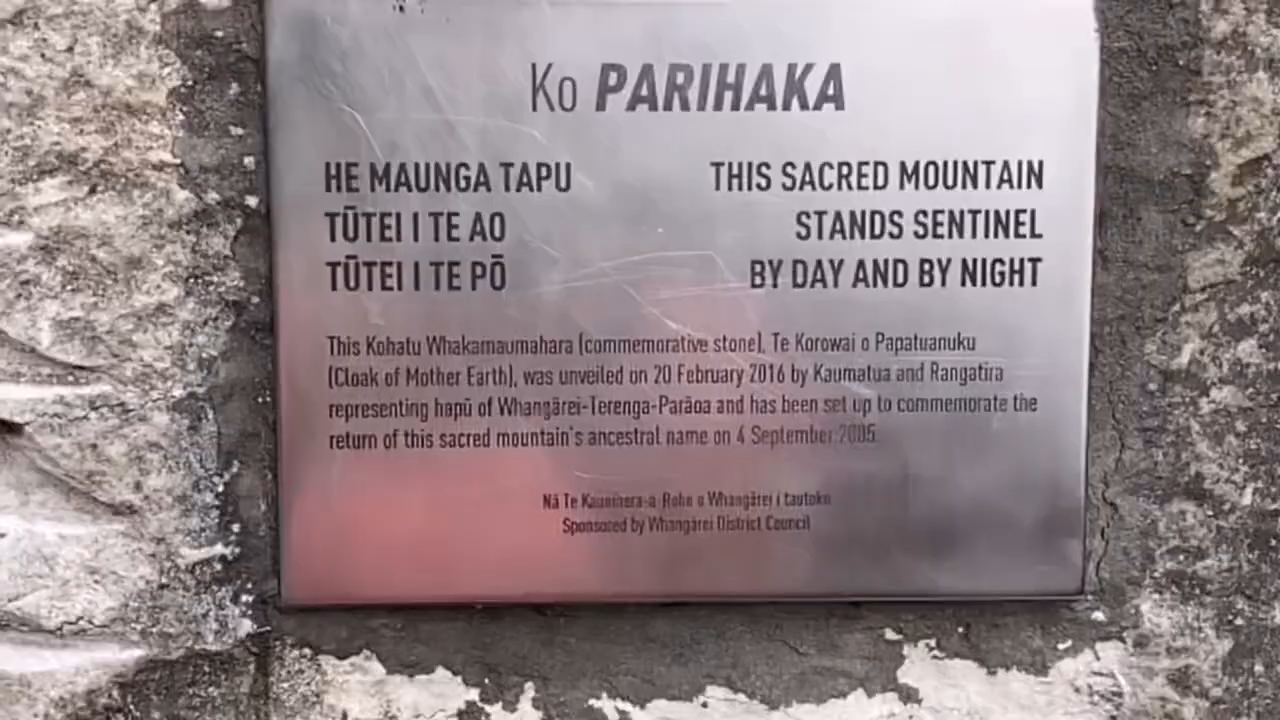 Ko PARIHAKA
HE MAUNGA TAPU
TŪTEI I TE AO
TŪTEI I TE PŌ
THIS SACRED MOUNTAIN
STANDS SENTINEL
BY DAY AND BY NIGHT
This Kohatu Whakamaumahara (commemorative stone), Te Korowai o Papatuanuku
(Cloak of Mother Earth), was unveiled on 20 February 2016 by Kaumatua and Rangatira
representing hapū of Whangārei-Terenga-Parāoa and has been set up to commemorate the
return of this sacred mountain's ancestral name on 4 September 2005
Nā Te Kaunihera-a-Rohe o Whangārei i tautoko
Sponsored by Whangārei District Council